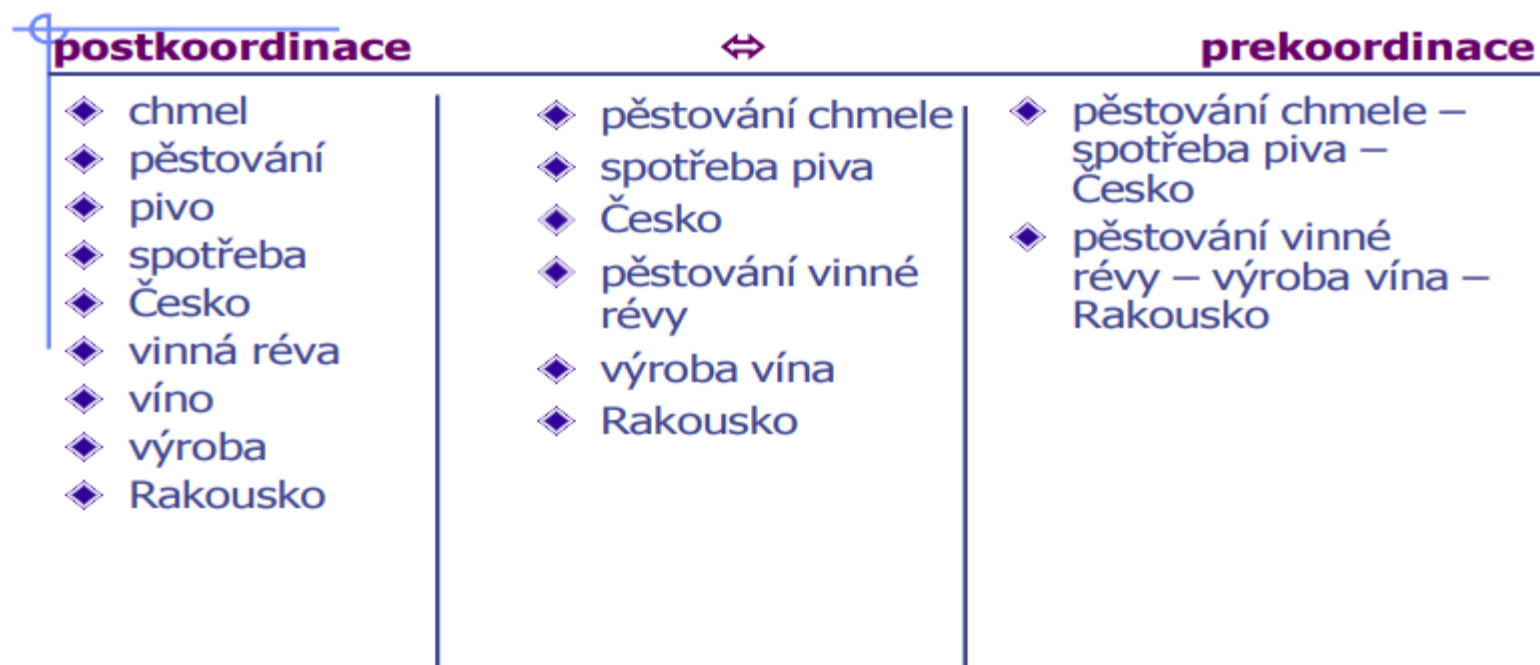 postkoordinace ⇔ prekoordinace
chmel
pěstování
pivo
spotřeba
Česko
vinná réva
víno
výroba
Rakousko
pěstování chmele
spotřeba piva
Česko
pěstování vinné
révy
výroba vína
Rakousko
pěstování chmele –
spotřeba piva –
Česko
pěstování vinné
révy – výroba vína –
Rakousko